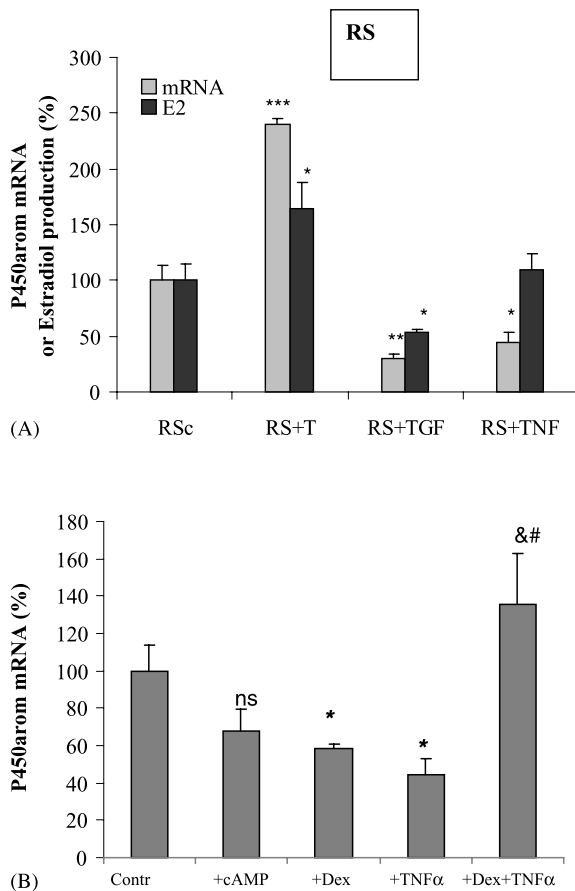 RS
300
250
200
150
100
50
0
P450arom mRNA
or Estradiol production (%)
mRNA
E2
***
*
**
*
*
RSc RS+T RS+TGF RS+TNF
(A)
180
160
140
120
100
80
60
40
20
0
P450arom mRNA (%)
ns
*
*
&#
Contr +cAMP +Dex +TNFα +Dex+TNFα
(B)